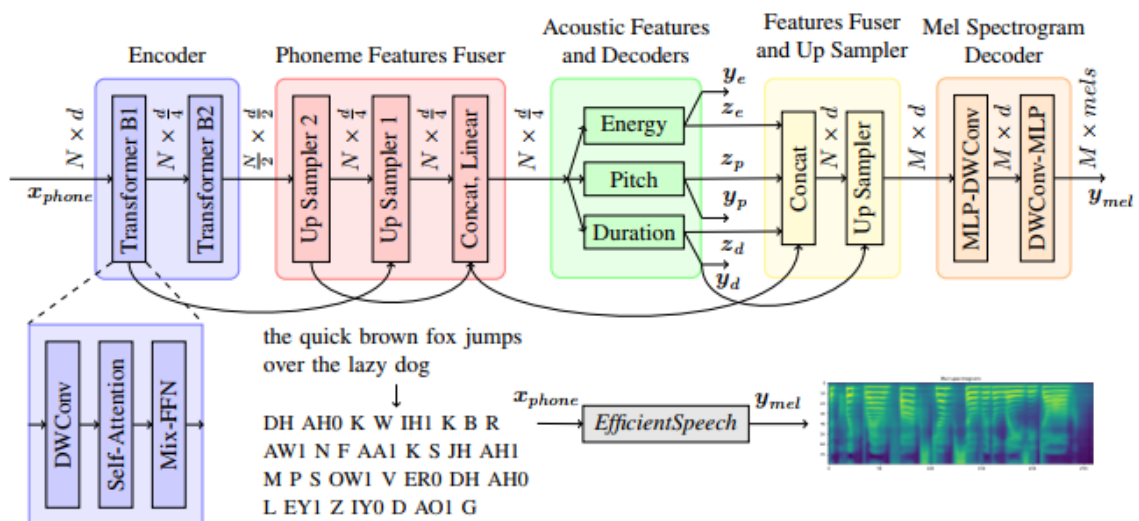 Encoder
Phoneme Features Fuser
Acoustic Features
and Decoders
Features Fuser
and Up Sampler
Mel Spectrogram
Decoder
x_phone
N × d
Transformer B1
N × d/4
Transformer B2
N/2 × d/2
Up Sampler 2
N × d/4
Up Sampler 1
N × d/4
Concat, Linear
N × d/4
Energy
Pitch
Duration
y_e
z_e
z_p
y_p
z_d
y_d
Concat
N × d
Up Sampler
M × d
MLP-DWConv
M × d
DWConv-MLP
M × mels
y_mel
DWConv
Self-Attention
Mix-FFN
the quick brown fox jumps
over the lazy dog
DH AH0 K W IH1 K B R
AW1 N F AA1 K S JH AH1
M P S OW1 V ER0 DH AH0
L EY1 Z IY0 D AO1 G
x_phone
EfficientSpeech
y_mel